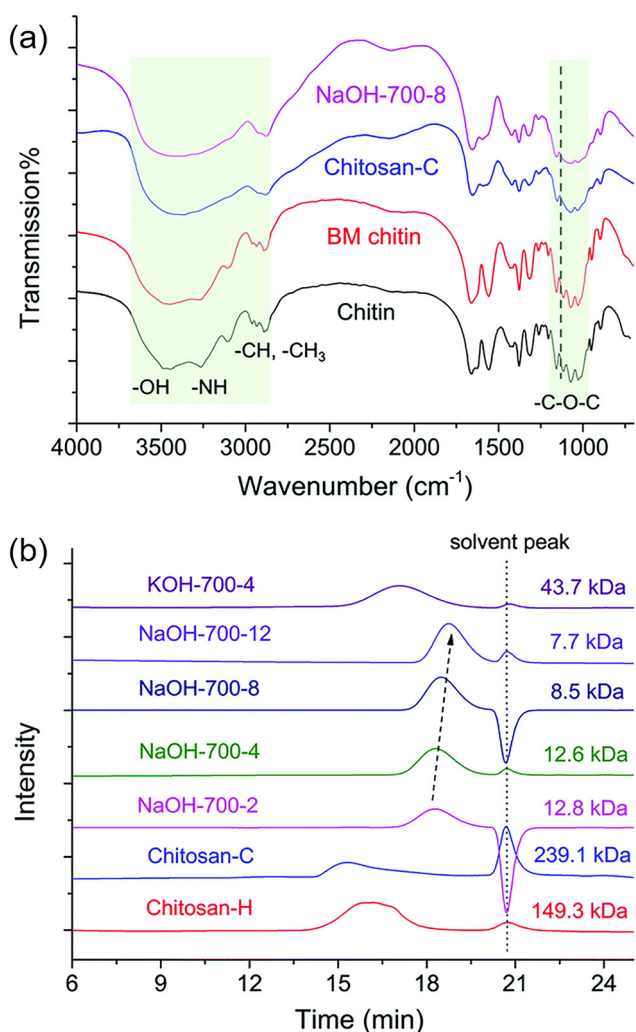 (a)
NaOH-700-8
Chitosan-C
BM chitin
Chitin
-CH, -CH₃
-OH
-NH
-C-O-C
Transmission%
4000 3500 3000 2500 2000 1500 1000
Wavenumber (cm⁻¹)
(b)
solvent peak
KOH-700-4 43.7 kDa
NaOH-700-12 7.7 kDa
NaOH-700-8 8.5 kDa
NaOH-700-4 12.6 kDa
NaOH-700-2 12.8 kDa
Chitosan-C 239.1 kDa
Chitosan-H 149.3 kDa
Intensity
6 9 12 15 18 21 24
Time (min)